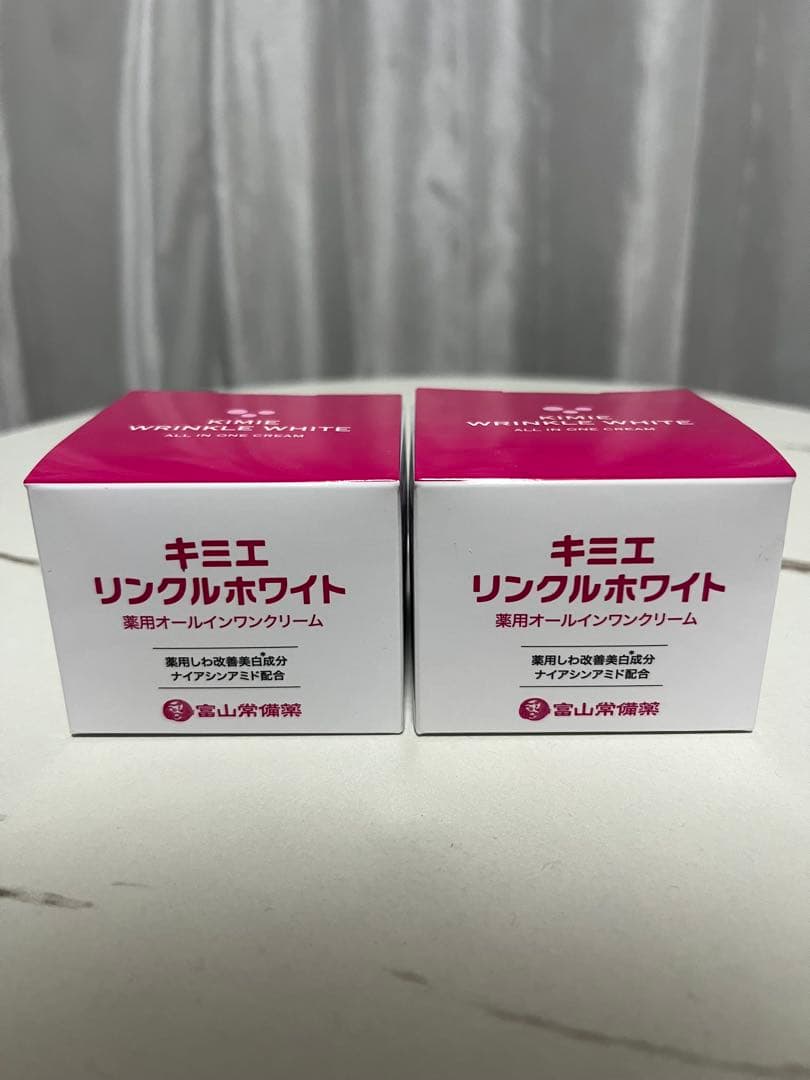 KIMIE
WRINKLE WHITE
ALL IN ONE CREAM
キミエ
リンクルホワイト
薬用オールインワンクリーム
薬用しわ改善美白*成分
ナイアシンアミド配合
富山常備薬
KIMIE
WRINKLE WHITE
ALL IN ONE CREAM
キミエ
リンクルホワイト
薬用オールインワンクリーム
薬用しわ改善美白*成分
ナイアシンアミド配合
富山常備薬